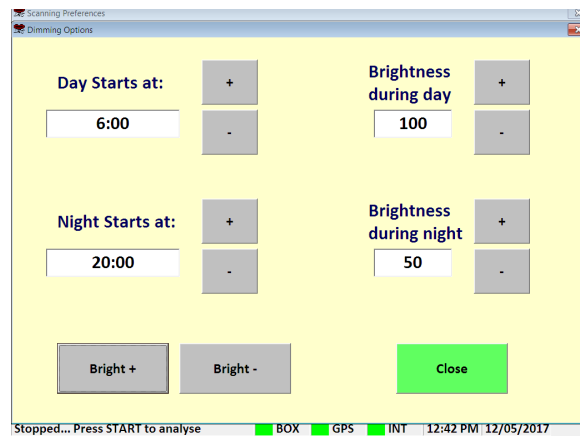 Scanning Preferences
Dimming Options
Day Starts at:
+
6:00
-
Brightness
during day
+
100
-
Night Starts at:
+
20:00
-
Brightness
during night
+
50
-
Bright +
Bright -
Close
Stopped... Press START to analyse BOX GPS INT 12:42 PM 12/05/2017